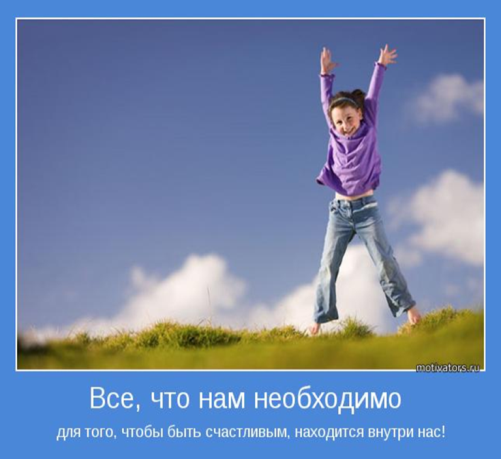 motivators.ru
Все, что нам необходимо
для того, чтобы быть счастливым, находится внутри нас!